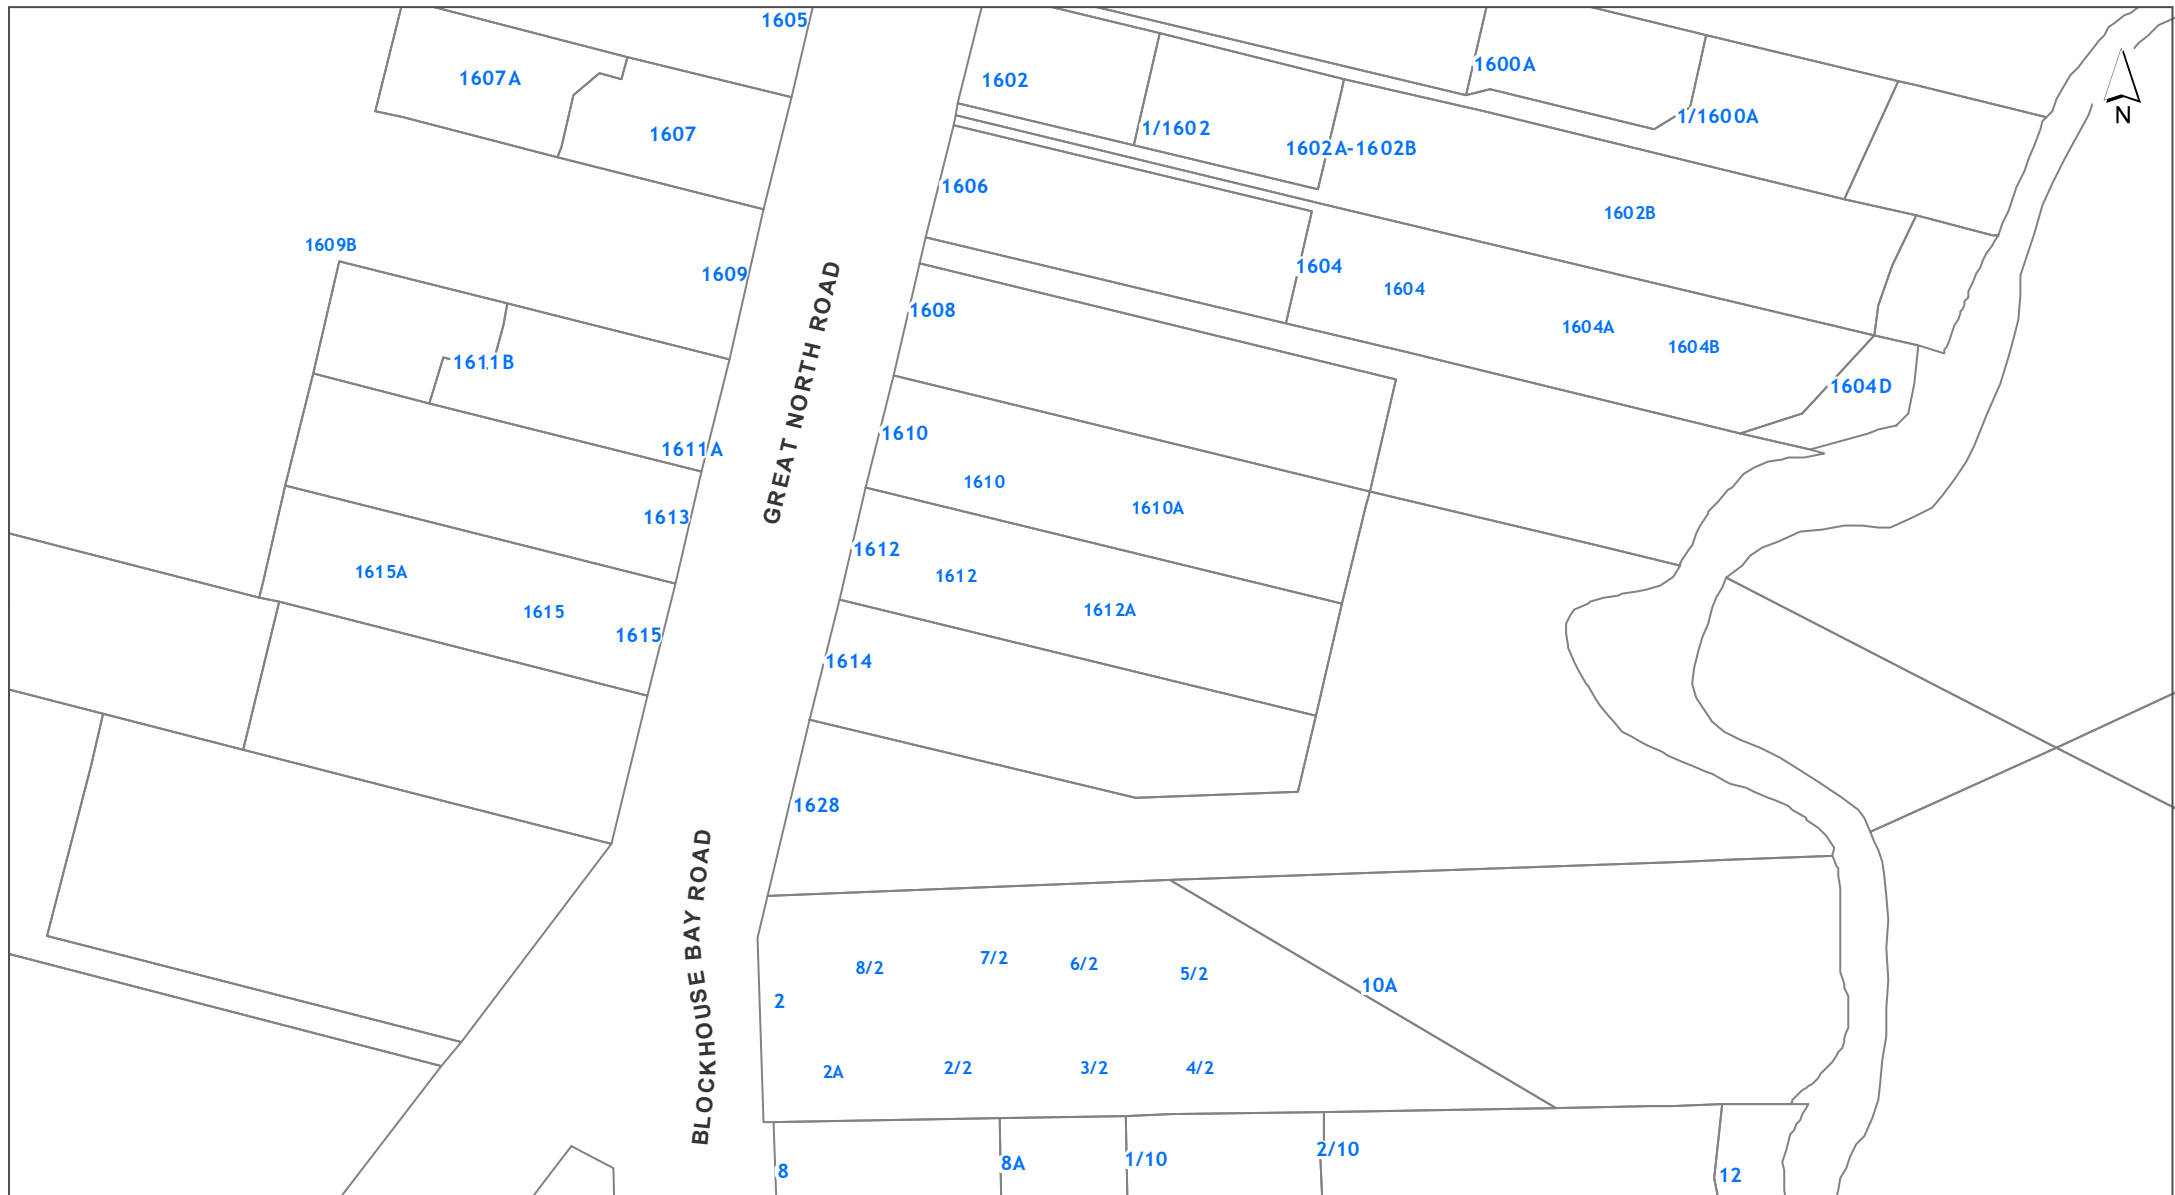 1605
1607A
1602
1600A
1/1600A
N
1607
1/1602
1602A-1602B
1606
1602B
1609B
1609
1604
1604
1608
1604A
1604B
1611B
1604D
1611A
1610
1610
1610A
1613
1612
1612
1612A
1615A
1615
1615
1614
GREAT NORTH ROAD
1628
BLOCKHOUSE BAY ROAD
8/2
7/2
6/2
5/2
2
10A
2A
2/2
3/2
4/2
8
8A
1/10
2/10
12